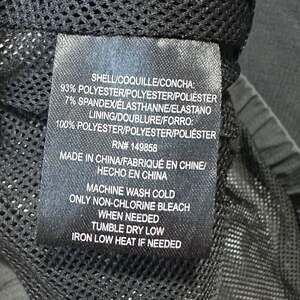 SHELL/COQUILLE/CONCHA:
93% POLYESTER/POLYESTER/POLIÉSTER
7% SPANDEX/ÉLASTHANNE/ELASTANO
LINING/DOUBLURE/FORRO:
100% POLYESTER/POLYESTER/POLIÉSTER
RN# 149858
MADE IN CHINA/FABRIQUÉ EN CHINE/
HECHO EN CHINA
MACHINE WASH COLD
ONLY NON-CHLORINE BLEACH
WHEN NEEDED
TUMBLE DRY LOW
IRON LOW HEAT IF NEEDED